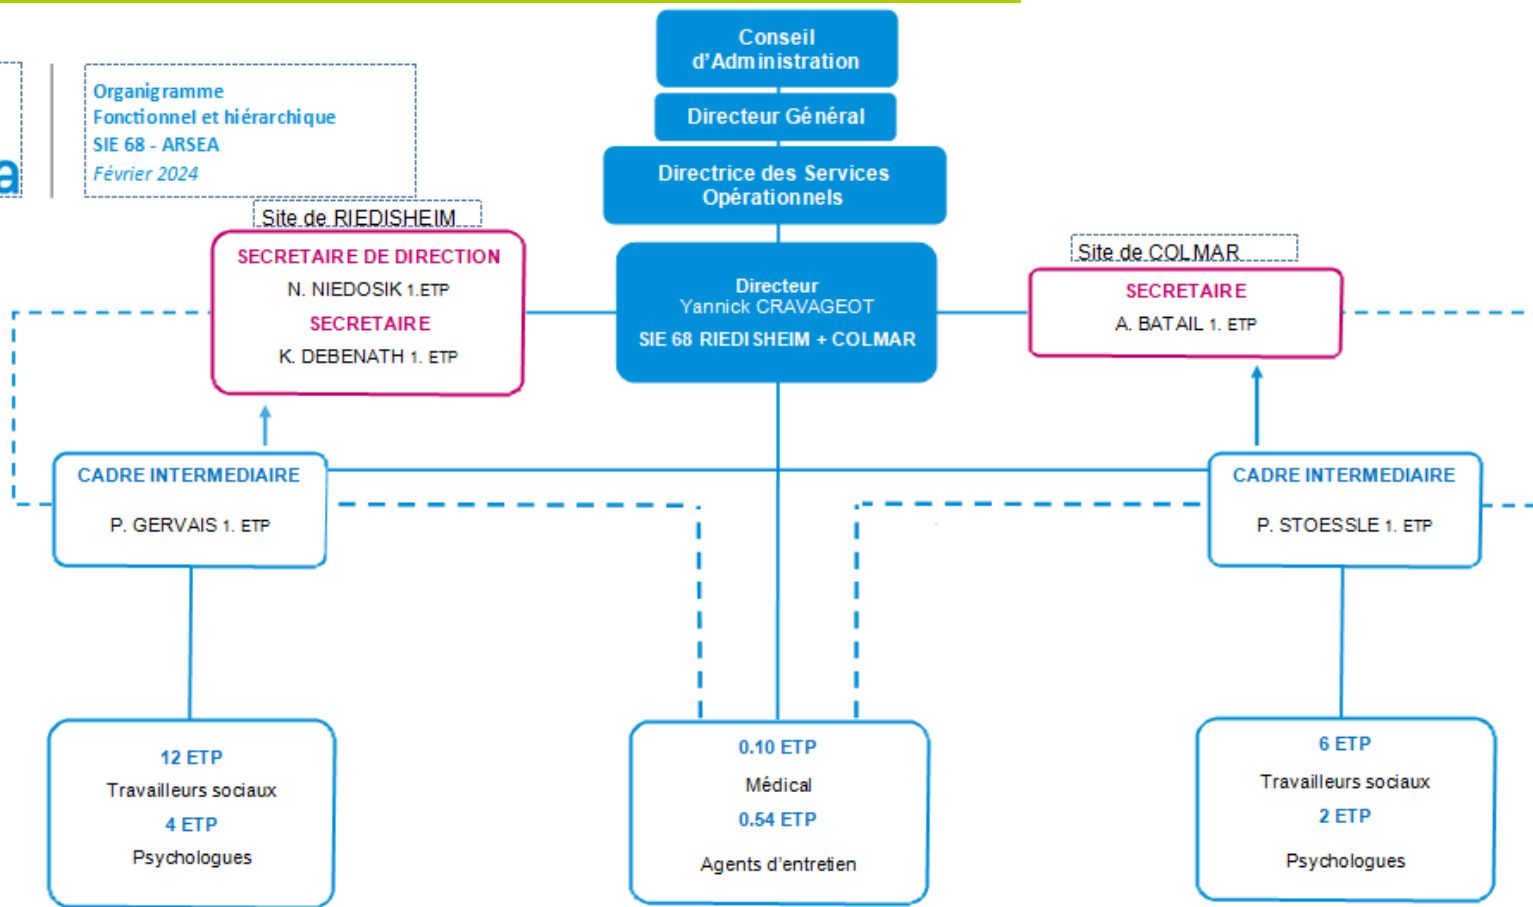 Conseil
d'Administration
Directeur Général
Directrice des Services
Opérationnels
a
Organigramme
Fonctionnel et hiérarchique
SIE 68 - ARSEA
Février 2024
Site de RIEDISHEIM
SECRETAIRE DE DIRECTION
N. NIEDOSIK 1.ETP
SECRETAIRE
K. DEBENATH 1. ETP
Directeur
Yannick CRAVAGEOT
SIE 68 RIEDISHEIM + COLMAR
Site de COLMAR
SECRETAIRE
A. BATAIL 1. ETP
CADRE INTERMEDIAIRE
P. GERVAIS 1. ETP
CADRE INTERMEDIAIRE
P. STOESSLE 1. ETP
12 ETP
Travailleurs sociaux
4 ETP
Psychologues
0.10 ETP
Médical
0.54 ETP
Agents d'entretien
6 ETP
Travailleurs sociaux
2 ETP
Psychologues